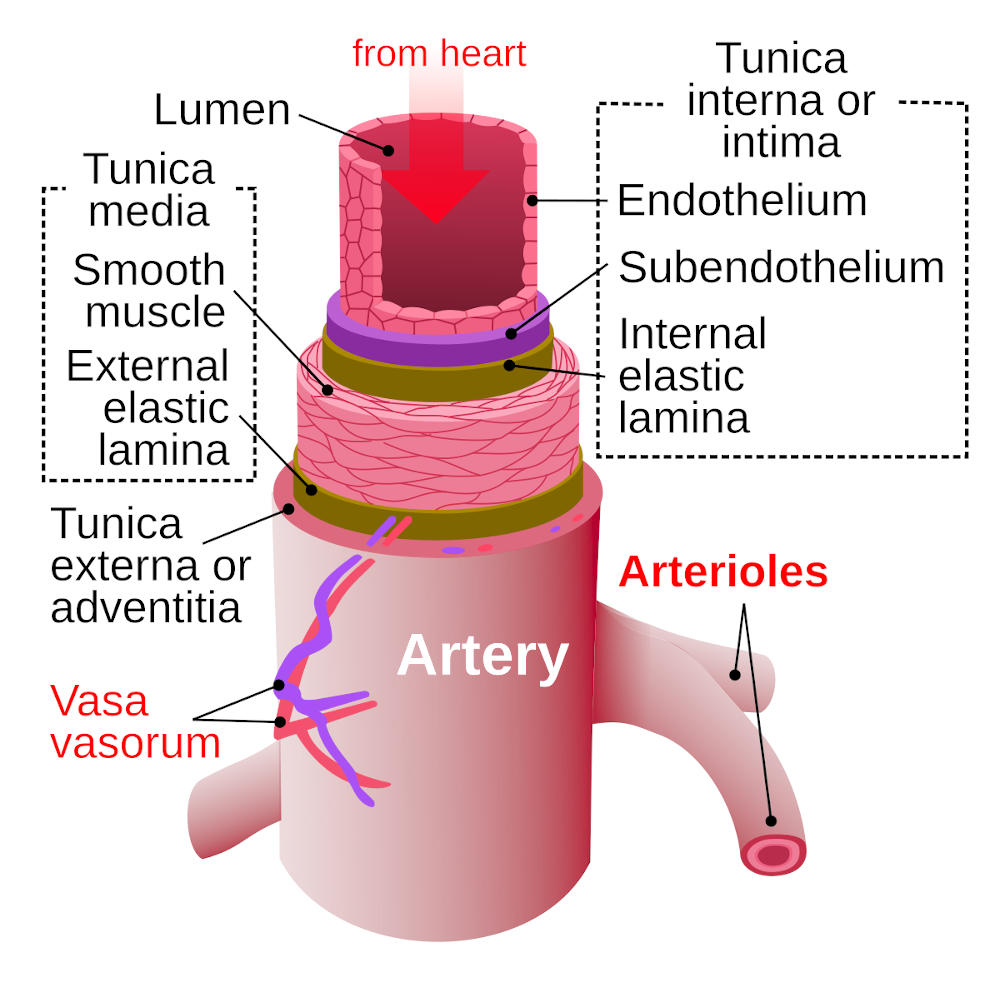 from heart
Lumen
Tunica
media
Smooth
muscle
External
elastic
lamina
Tunica
externa or
adventitia
Vasa
vasorum
Tunica
interna or
intima
Endothelium
Subendothelium
Internal
elastic
lamina
Arterioles
Artery